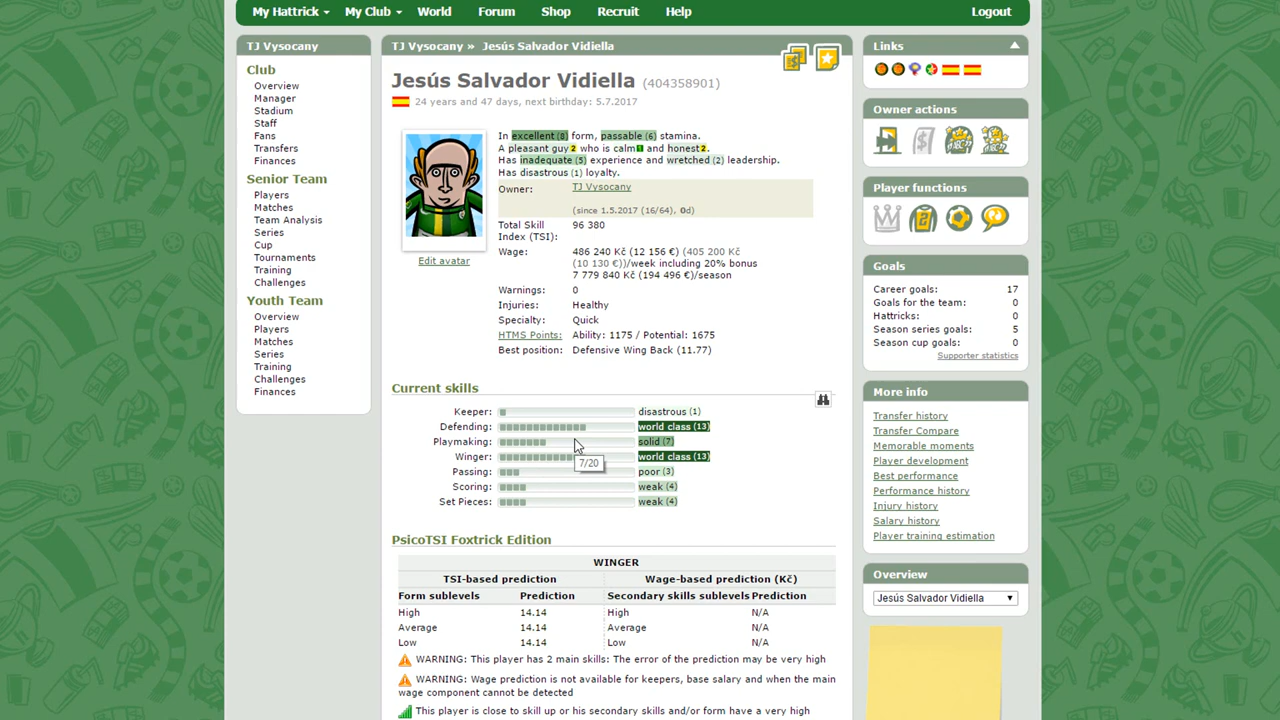 My Hattrick My Club World Forum Shop Recruit Help Logout
TJ Vysocany
Club
Overview
Manager
Stadium
Staff
Fans
Transfers
Finances
Senior Team
Players
Matches
Team Analysis
Series
Cup
Tournaments
Training
Challenges
Youth Team
Overview
Players
Matches
Series
Training
Challenges
Finances
TJ Vysocany » Jesús Salvador Vidiella
Jesús Salvador Vidiella (404358901)
24 years and 47 days, next birthday: 5.7.2017
Edit avatar
In excellent (8) form, passable (6) stamina.
A pleasant guy 2 who is calm 1 and honest 2.
Has inadequate (5) experience and wretched (2) leadership.
Has disastrous (1) loyalty.
Owner: TJ Vysocany
(since 1.5.2017 (16/64), 0d)
Total Skill Index (TSI): 96 380
Wage: 486 240 Kč (12 156 €) (405 200 Kč
(10 130 €))/week including 20% bonus
7 779 840 Kč (194 496 €)/season
Warnings: 0
Injuries: Healthy
Specialty: Quick
HTMS Points: Ability: 1175 / Potential: 1675
Best position: Defensive Wing Back (11.77)
Current skills
Keeper: disastrous (1)
Defending: world class (13)
Playmaking: solid (7)
Winger: world class (13)
7/20
Passing: poor (3)
Scoring: weak (4)
Set Pieces: weak (4)
PsicoTSI Foxtrick Edition
WINGER
TSI-based prediction Wage-based prediction (Kč)
Form sublevels Prediction Secondary skills sublevels Prediction
High 14.14 High N/A
Average 14.14 Average N/A
Low 14.14 Low N/A
WARNING: This player has 2 main skills: The error of the prediction may be very high
WARNING: Wage prediction is not available for keepers, base salary and when the main
wage component cannot be detected
This player is close to skill up or his secondary skills and/or form have a very high
Links
Owner actions
Player functions
Goals
Career goals: 17
Goals for the team: 0
Hattricks: 0
Season series goals: 5
Season cup goals: 0
Supporter statistics
More info
Transfer history
Transfer Compare
Memorable moments
Player development
Best performance
Performance history
Injury history
Salary history
Player training estimation
Overview
Jesús Salvador Vidiella